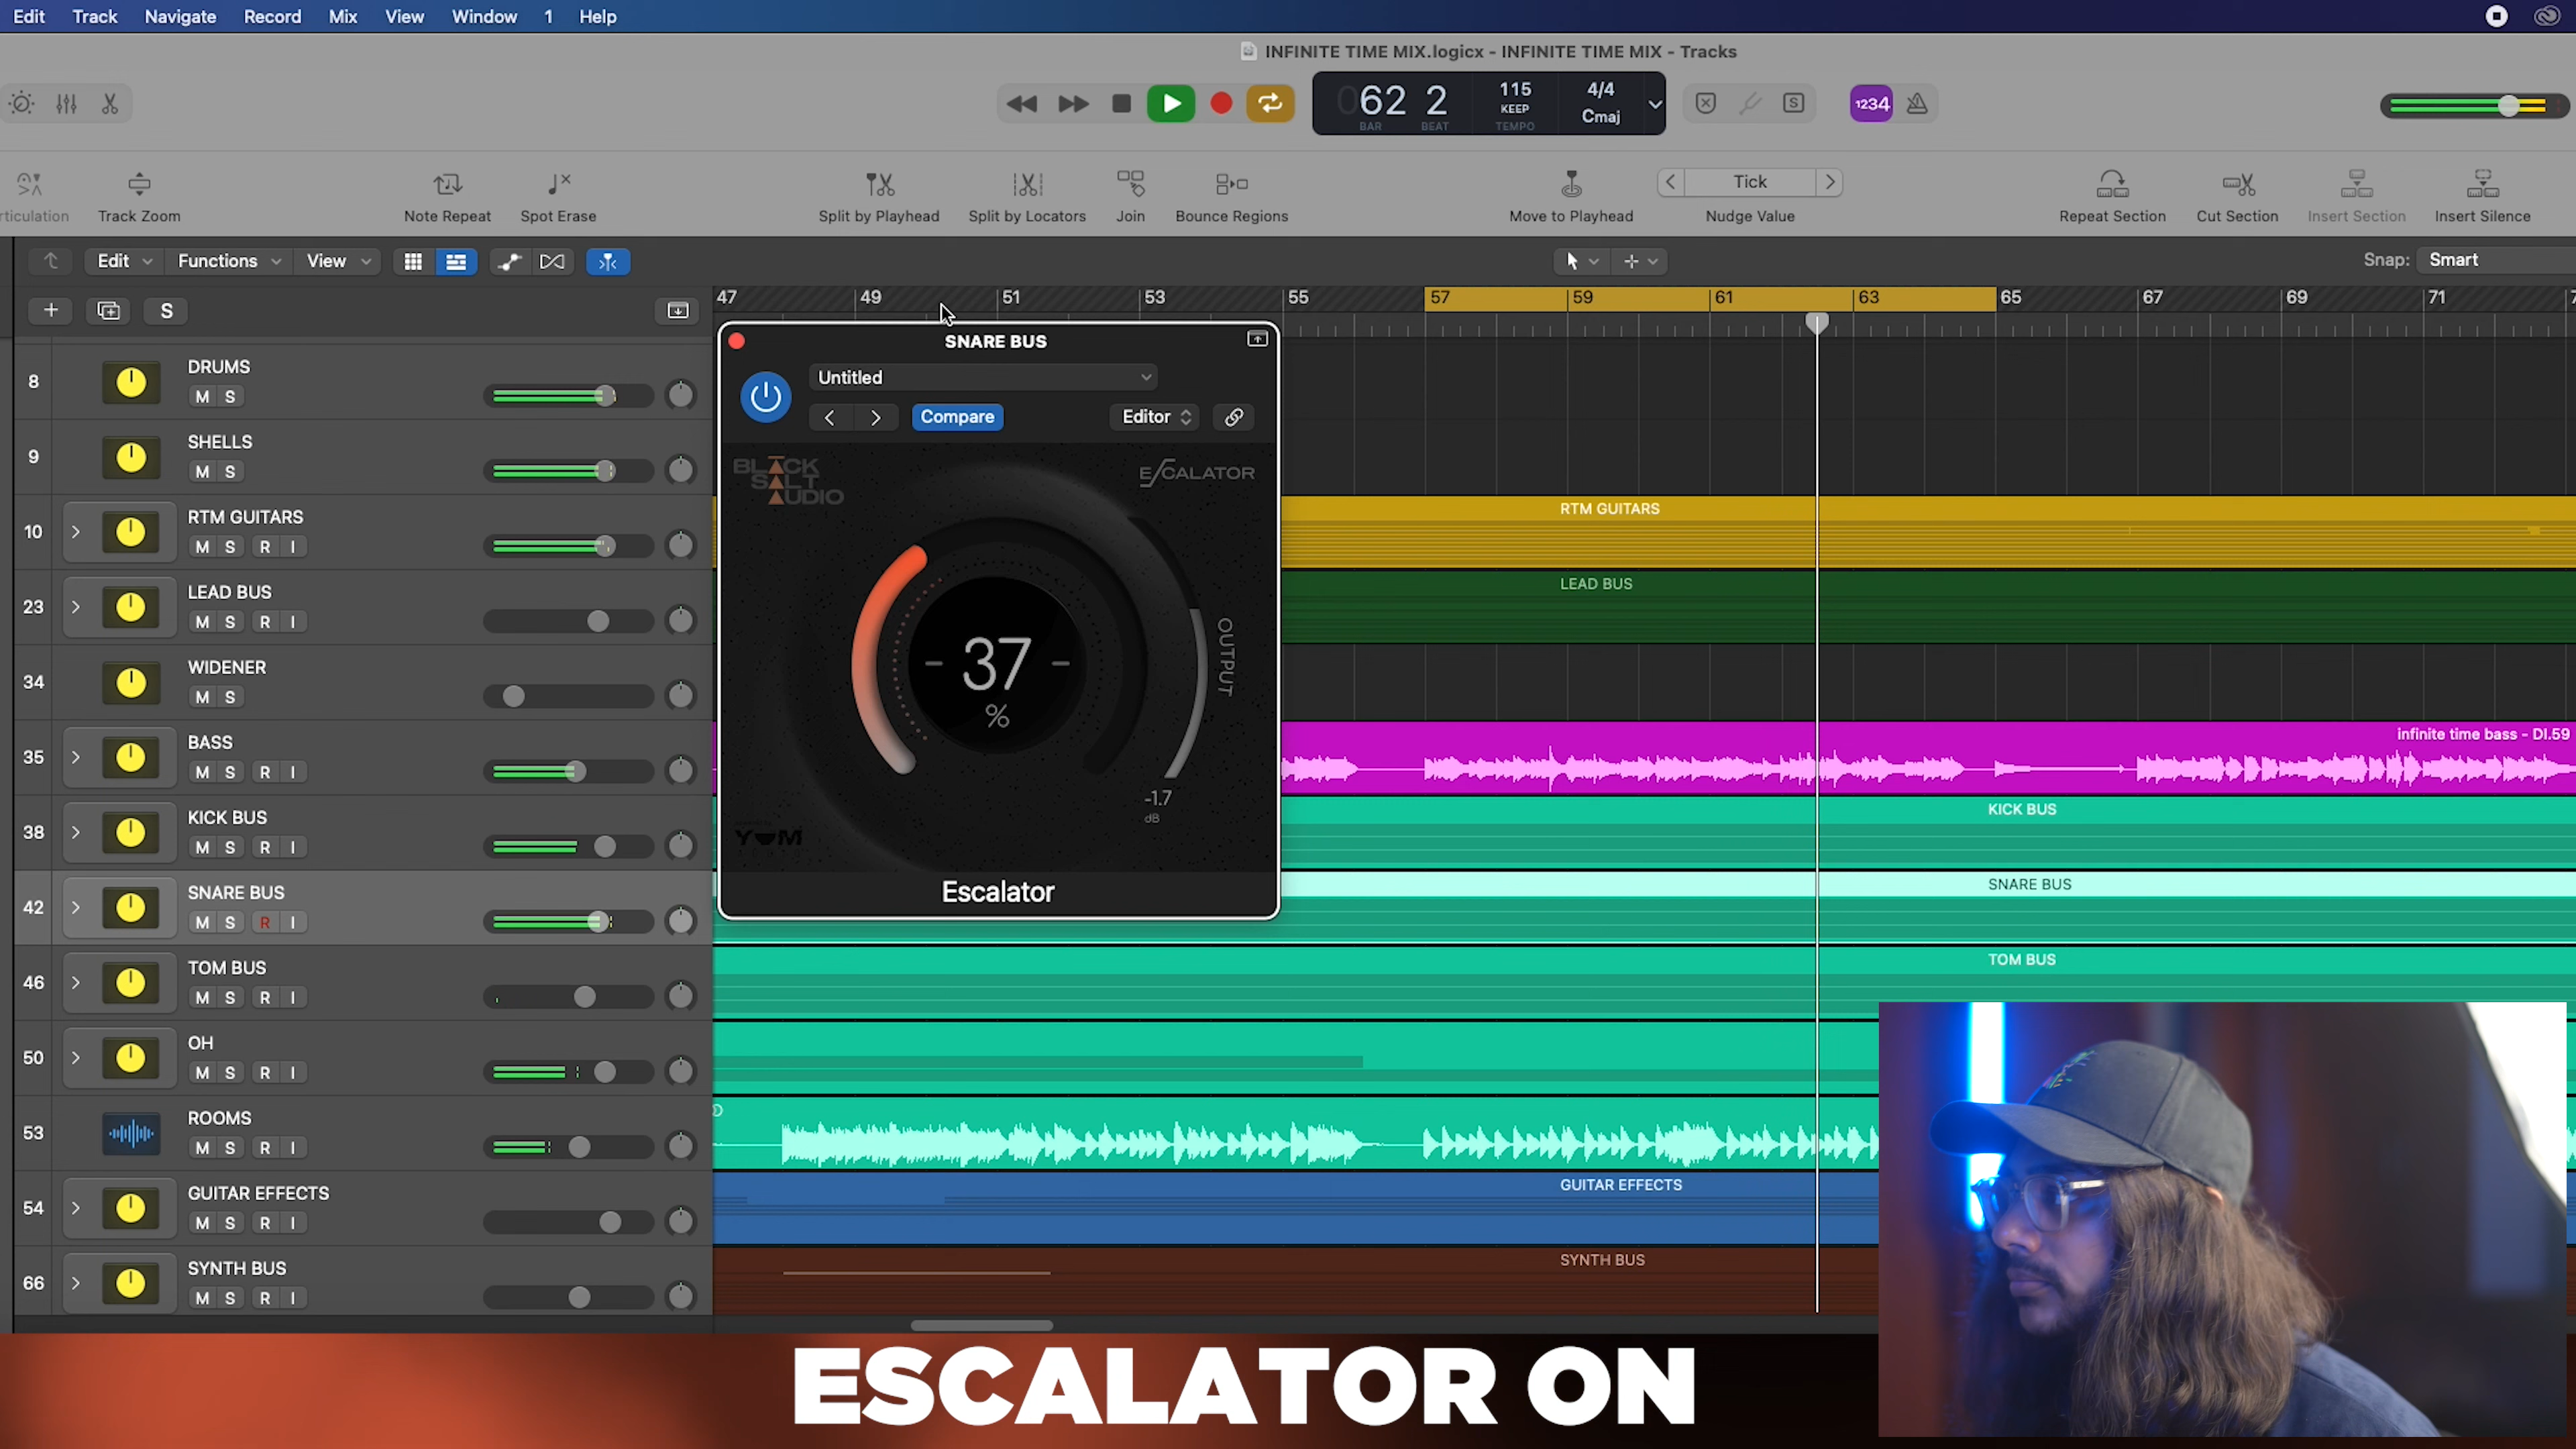 Edit Track Navigate Record Mix View Window 1 Help
INFINITE TIME MIX.logicx - INFINITE TIME MIX - Tracks
062 2 115 4/4
KEEP Cmaj
BAR BEAT TEMPO
S
1234
Track Zoom Note Repeat Spot Erase Split by Playhead Split by Locators Join Bounce Regions Move to Playhead Nudge Value Repeat Section Cut Section Insert Section Insert Silence
Tick
Edit Functions View Snap: Smart
S
47 49 51 53 55 57 59 61 63 65 67 69 71
8 DRUMS
M S
9 SHELLS
M S
10 RTM GUITARS
M S R I
23 LEAD BUS
M S R I
34 WIDENER
M S
35 BASS
M S R I
38 KICK BUS
M S R I
42 SNARE BUS
M S R I
46 TOM BUS
M S R I
50 OH
M S R I
53 ROOMS
M S R I
54 GUITAR EFFECTS
M S R I
66 SYNTH BUS
M S R I
SNARE BUS
Untitled
Compare Editor
BLACK
SALT
AUDIO
ESCALATOR
- 37 -
%
OUTPUT
-1.7
dB
YUM
Escalator
RTM GUITARS
LEAD BUS
infinite time bass - DI.59
KICK BUS
SNARE BUS
TOM BUS
GUITAR EFFECTS
SYNTH BUS
ESCALATOR ON